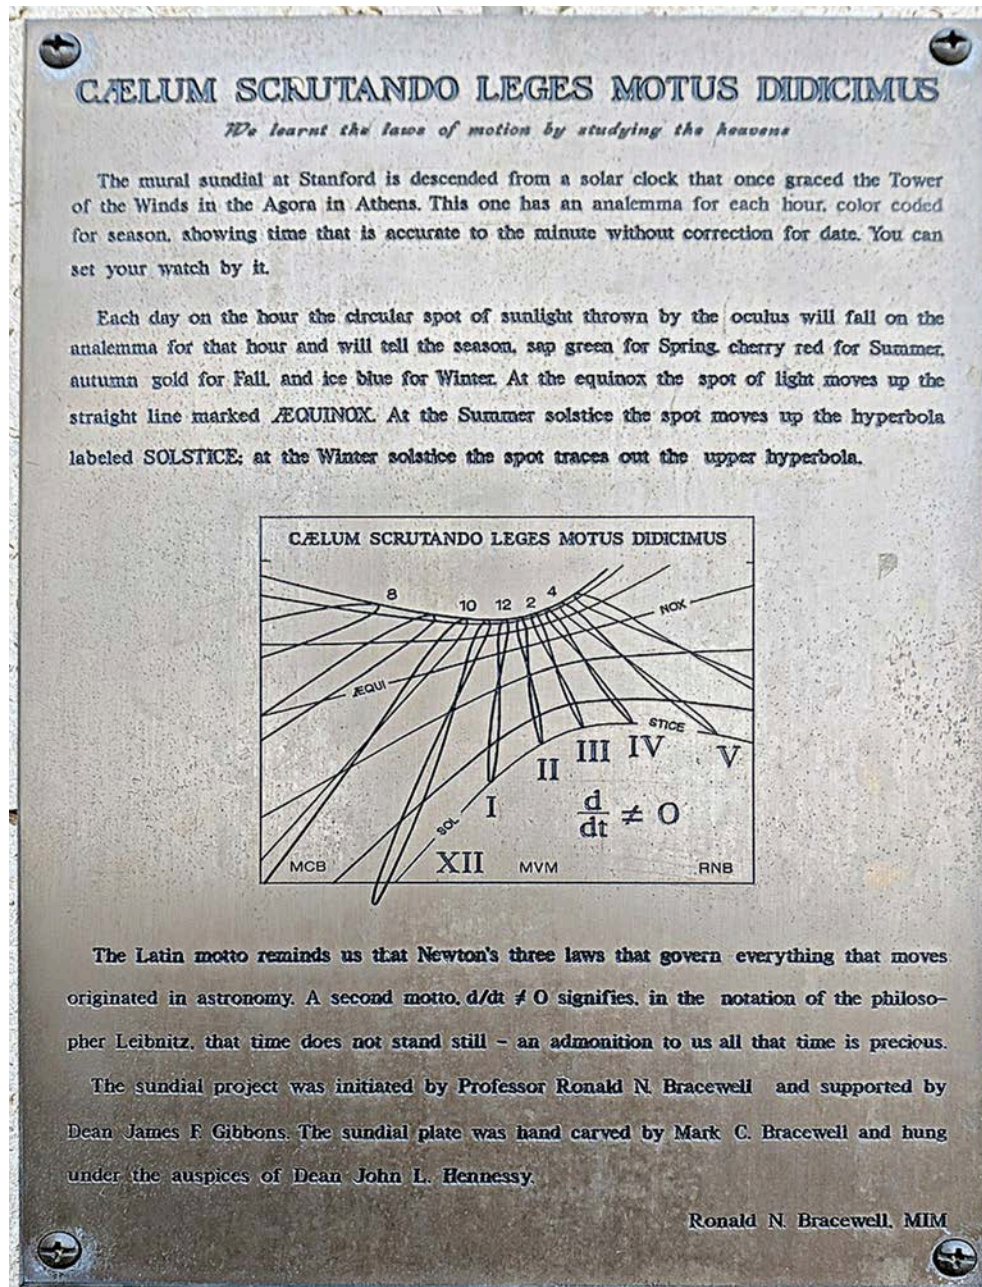 CÆLUM SCRUTANDO LEGES MOTUS DIDICIMUS
We learnt the laws of motion by studying the heavens
The mural sundial at Stanford is descended from a solar clock that once graced the Tower
of the Winds in the Agora in Athens. This one has an analemma for each hour, color coded
for season, showing time that is accurate to the minute without correction for date. You can
set your watch by it.
Each day on the hour the circular spot of sunlight thrown by the oculus will fall on the
analemma for that hour and will tell the season, sap green for Spring, cherry red for Summer,
autumn gold for Fall, and ice blue for Winter. At the equinox the spot of light moves up the
straight line marked ÆQUINOX. At the Summer solstice the spot moves up the hyperbola
labeled SOLSTICE; at the Winter solstice the spot traces out the upper hyperbola.
CÆLUM SCRUTANDO LEGES MOTUS DIDICIMUS
8 10 12 2 4
NOX
ÆQUI
STICE
II III IV V
I
SOL
d/dt ≠ O
XII
MCB MVM RNB
The Latin motto reminds us that Newton's three laws that govern everything that moves
originated in astronomy. A second motto, d/dt ≠ O signifies, in the notation of the philoso-
pher Leibnitz, that time does not stand still - an admonition to us all that time is precious.
The sundial project was initiated by Professor Ronald N. Bracewell and supported by
Dean James F. Gibbons. The sundial plate was hand carved by Mark C. Bracewell and hung
under the auspices of Dean John L. Hennessy.
Ronald N. Bracewell, MIM